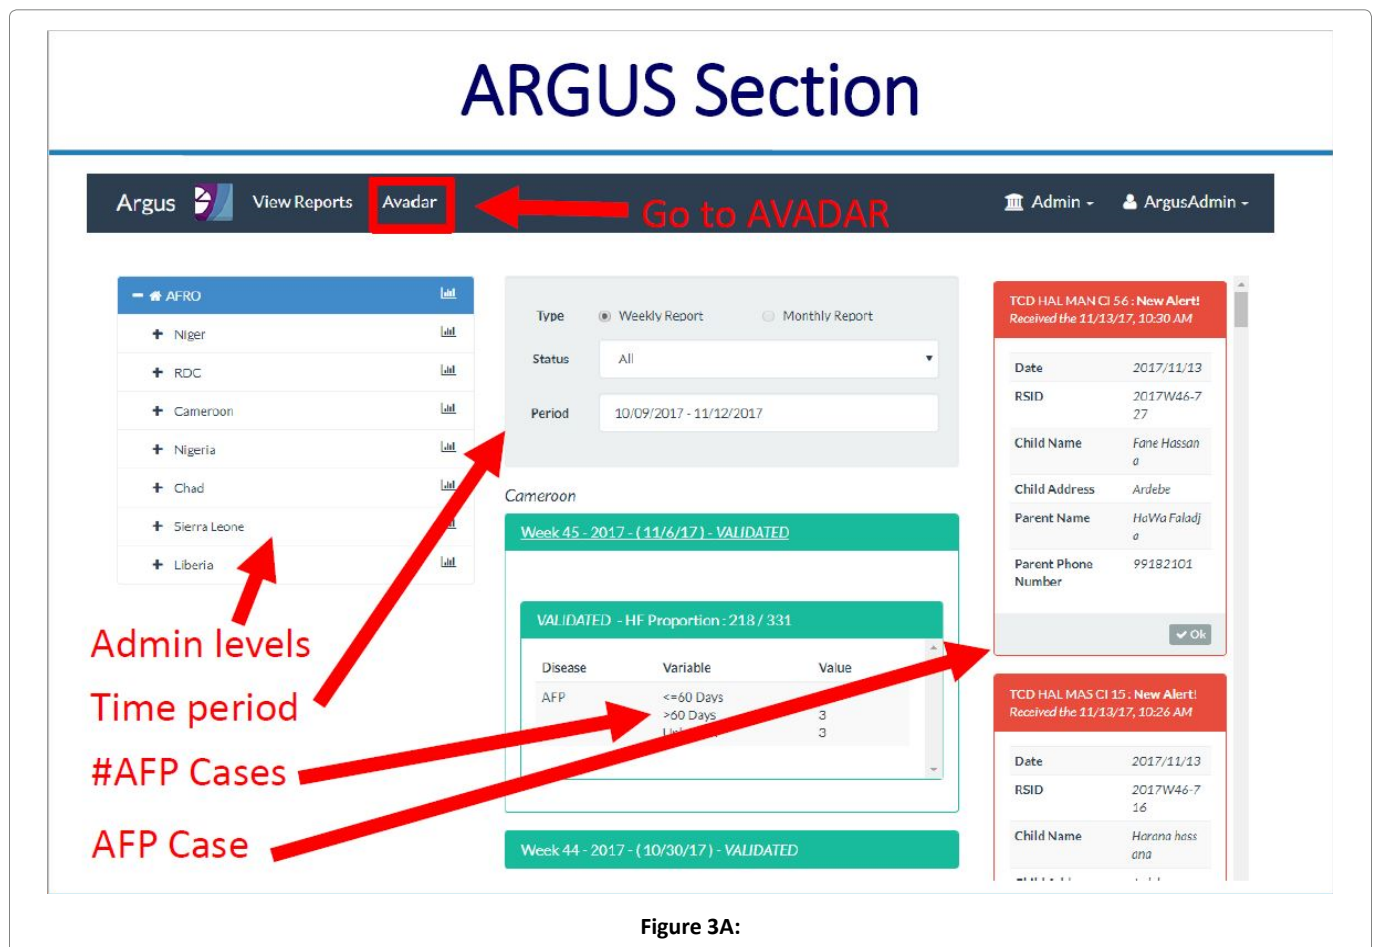 ARGUS Section
Argus View Reports Avadar Go to AVADAR Admin ArgusAdmin
AFRO
Niger
RDC
Cameroon
Nigeria
Chad
Sierra Leone
Liberia
Admin levels
Time period
#AFP Cases
AFP Case
Type Weekly Report Monthly Report
Status All
Period 10/09/2017 - 11/12/2017
Cameroon
Week 45 - 2017 - ( 11/6/17 ) - VALIDATED
VALIDATED - HF Proportion : 218 / 331
Disease Variable Value
AFP <=60 Days
>60 Days 3
3
Week 44 - 2017 - ( 10/30/17 ) - VALIDATED
TCD HAL MAN CI 56 : New Alert!
Received the 11/13/17, 10:30 AM
Date 2017/11/13
RSID 2017W46-7
27
Child Name Fane Hassan
a
Child Address Ardebe
Parent Name HaWa Faladj
a
Parent Phone 99182101
Number
Ok
TCD HAL MAS CI 15 : New Alert!
Received the 11/13/17, 10:26 AM
Date 2017/11/13
RSID 2017W46-7
16
Child Name Harana hass
ana
Figure 3A: